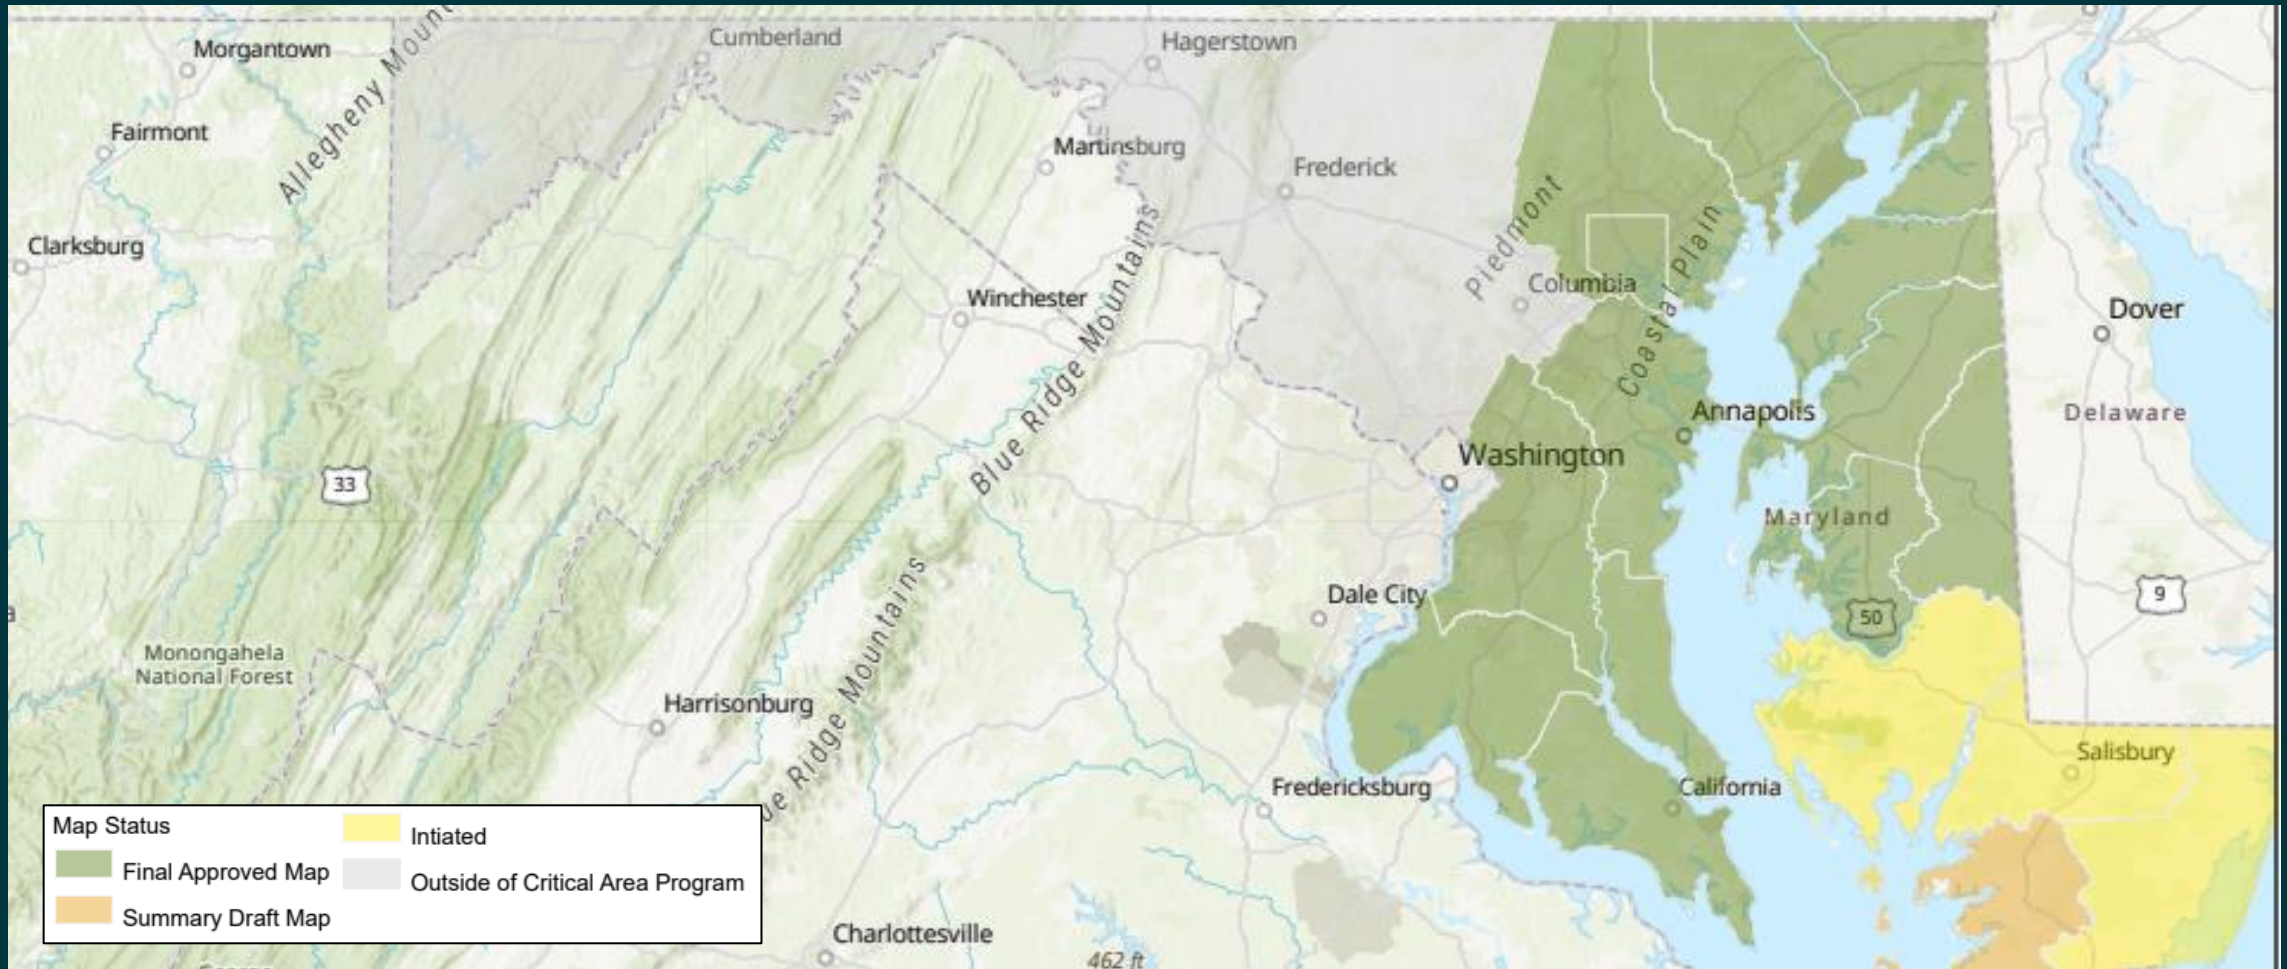 Morgantown
Allegheny Mount
Cumberland
Hagerstown
Fairmont
Martinsburg
Frederick
Piedmont
Coastal Plain
Clarksburg
Winchester
Columbia
Dover
Blue Ridge Mountains
Annapolis
Delaware
Washington
33
Maryland
Dale City
9
50
Monongahela
National Forest
ue Ridge Mountains
Harrisonburg
Salisbury
Fredericksburg
California
Map Status
Final Approved Map
Summary Draft Map
Intiated
Outside of Critical Area Program
Charlottesville
462 ft